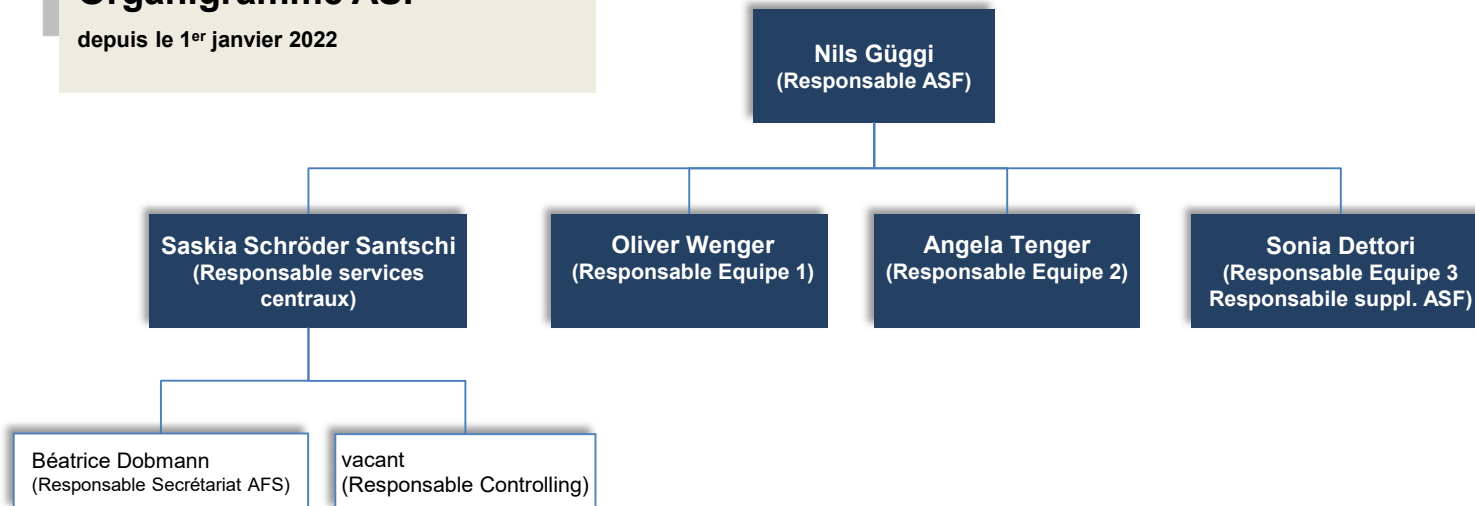 Organigramme ASF
depuis le 1er janvier 2022
Nils Güggi
(Responsable ASF)
Saskia Schröder Santschi
(Responsable services
centraux)
Oliver Wenger
(Responsable Equipe 1)
Angela Tenger
(Responsable Equipe 2)
Sonia Dettori
(Responsable Equipe 3
Responsabile suppl. ASF)
Béatrice Dobmann
(Responsable Secrétariat AFS)
vacant
(Responsable Controlling)